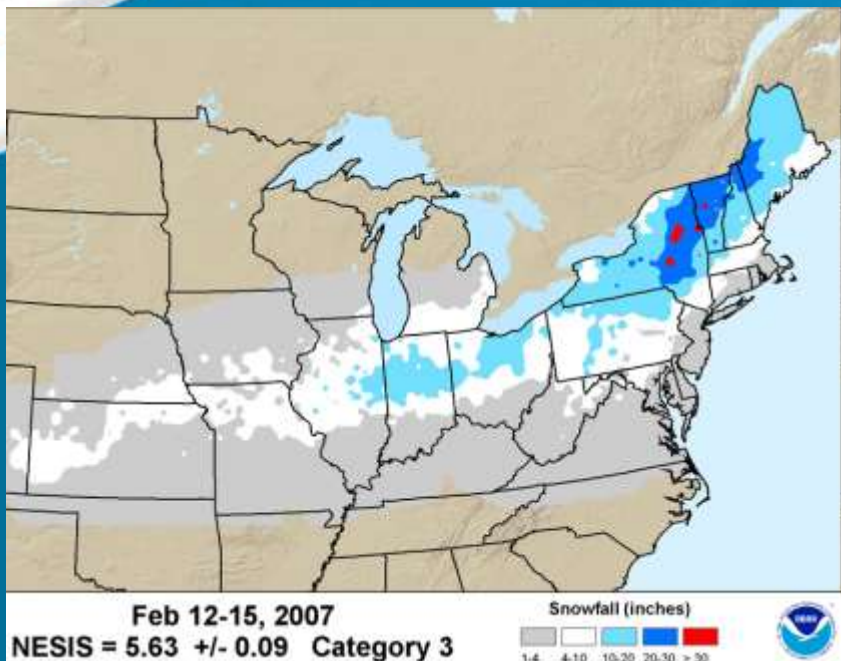 Feb 12-15, 2007
NESIS = 5.63 +/- 0.09 Category 3
Snowfall (inches)
1-4 4-10 10-20 20-30 > 30